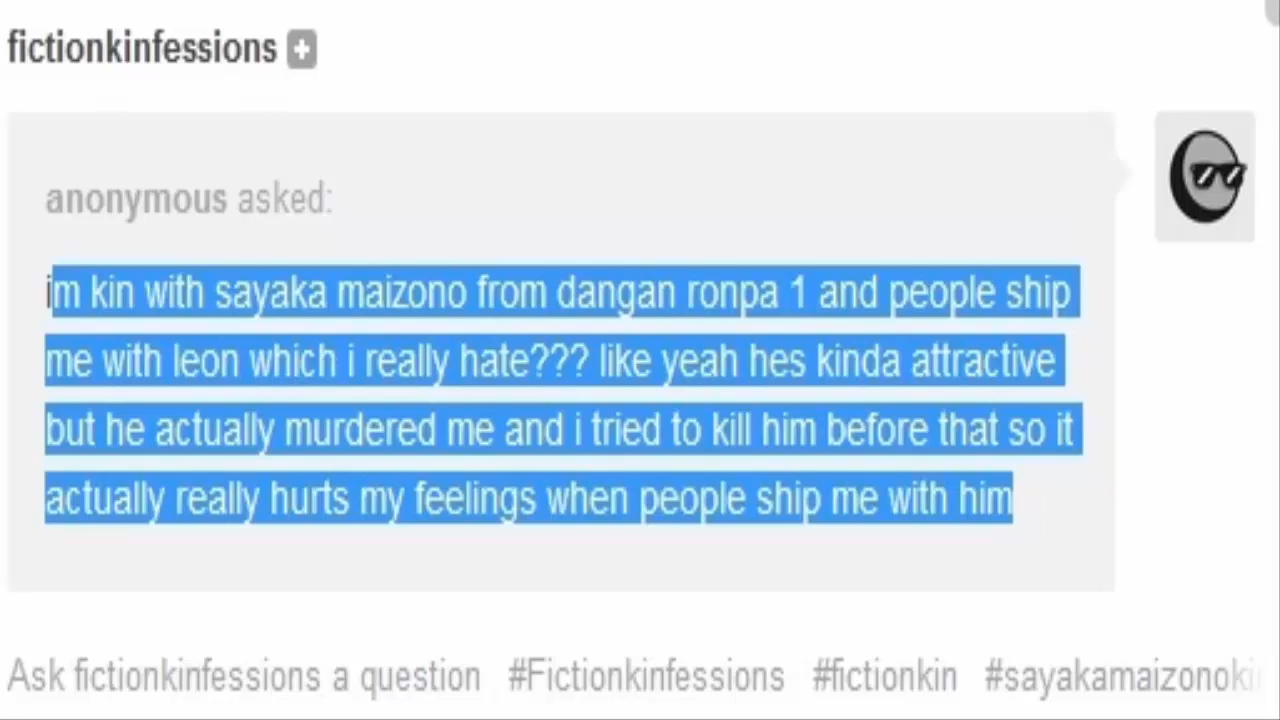 fictionkinfessions
anonymous asked:
im kin with sayaka maizono from dangan ronpa 1 and people ship
me with leon which i really hate??? like yeah hes kinda attractive
but he actually murdered me and i tried to kill him before that so it
actually really hurts my feelings when people ship me with him
Ask fictionkinfessions a question #Fictionkinfessions #fictionkin #sayakamaizonoki